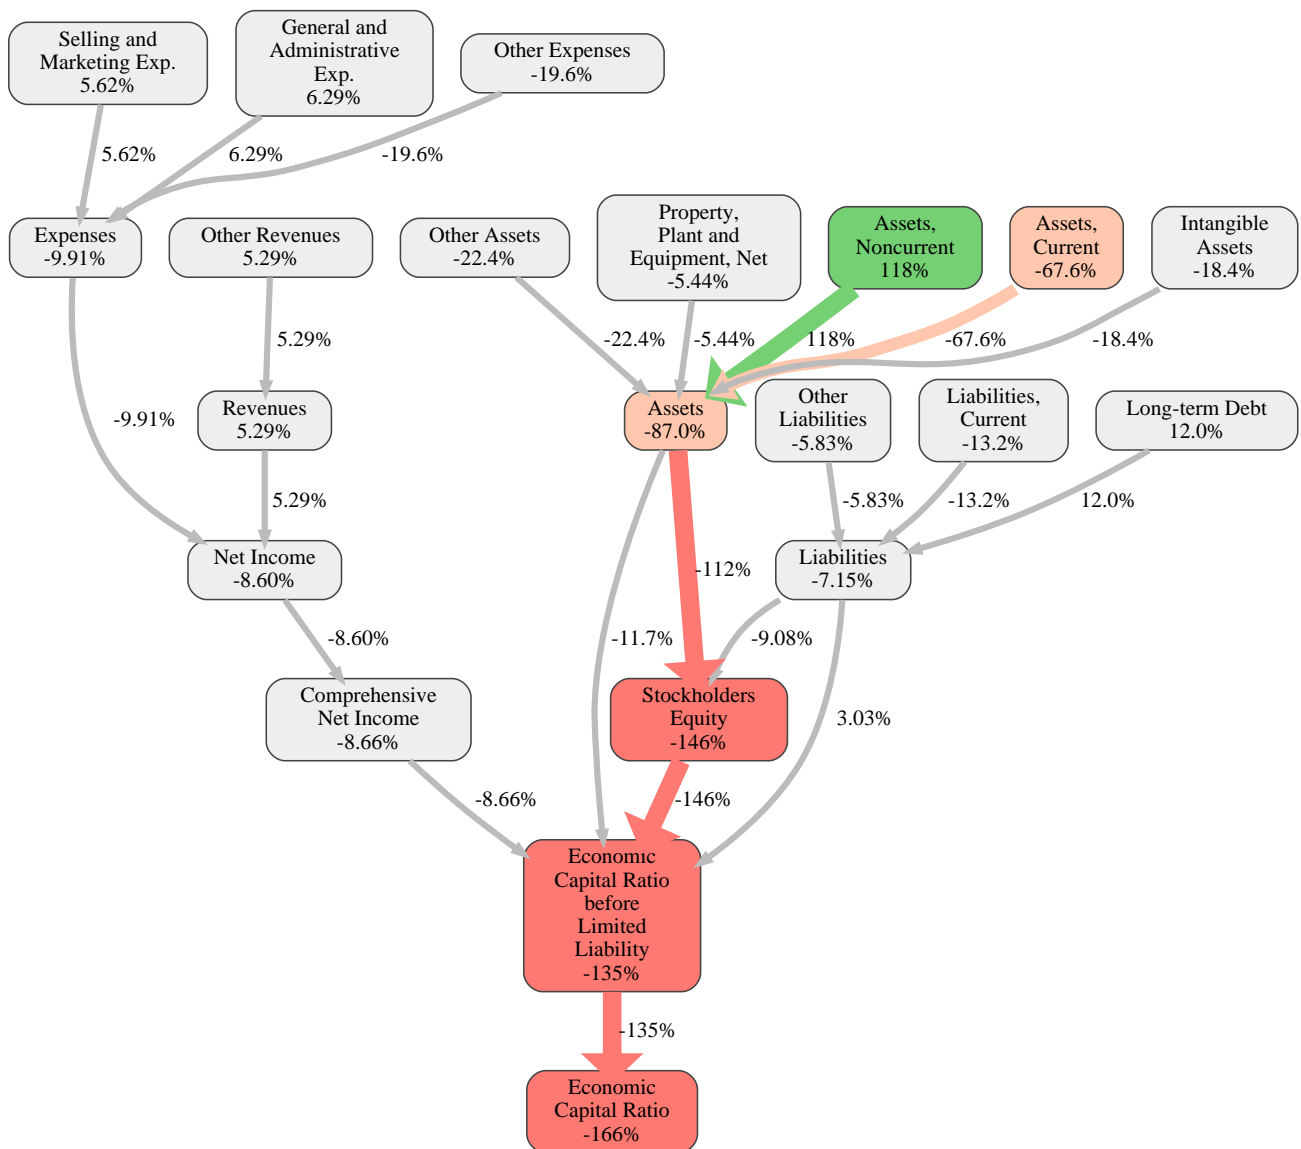 Selling and
Marketing Exp.
5.62%
General and
Administrative
Exp.
6.29%
Other Expenses
-19.6%
5.62%
6.29%
-19.6%
Expenses
-9.91%
Other Revenues
5.29%
Other Assets
-22.4%
Property,
Plant and
Equipment, Net
-5.44%
Assets,
Noncurrent
118%
Assets,
Current
-67.6%
Intangible
Assets
-18.4%
5.29%
-22.4%
-5.44%
118%
-67.6%
-18.4%
-9.91%
Revenues
5.29%
Assets
-87.0%
Other
Liabilities
-5.83%
Liabilities,
Current
-13.2%
Long-term Debt
12.0%
5.29%
-5.83%
-13.2%
12.0%
Net Income
-8.60%
-112%
Liabilities
-7.15%
-8.60%
-11.7%
-9.08%
Comprehensive
Net Income
-8.66%
Stockholders
Equity
-146%
3.03%
-8.66%
-146%
Economic
Capital Ratio
before
Limited
Liability
-135%
-135%
Economic
Capital Ratio
-166%